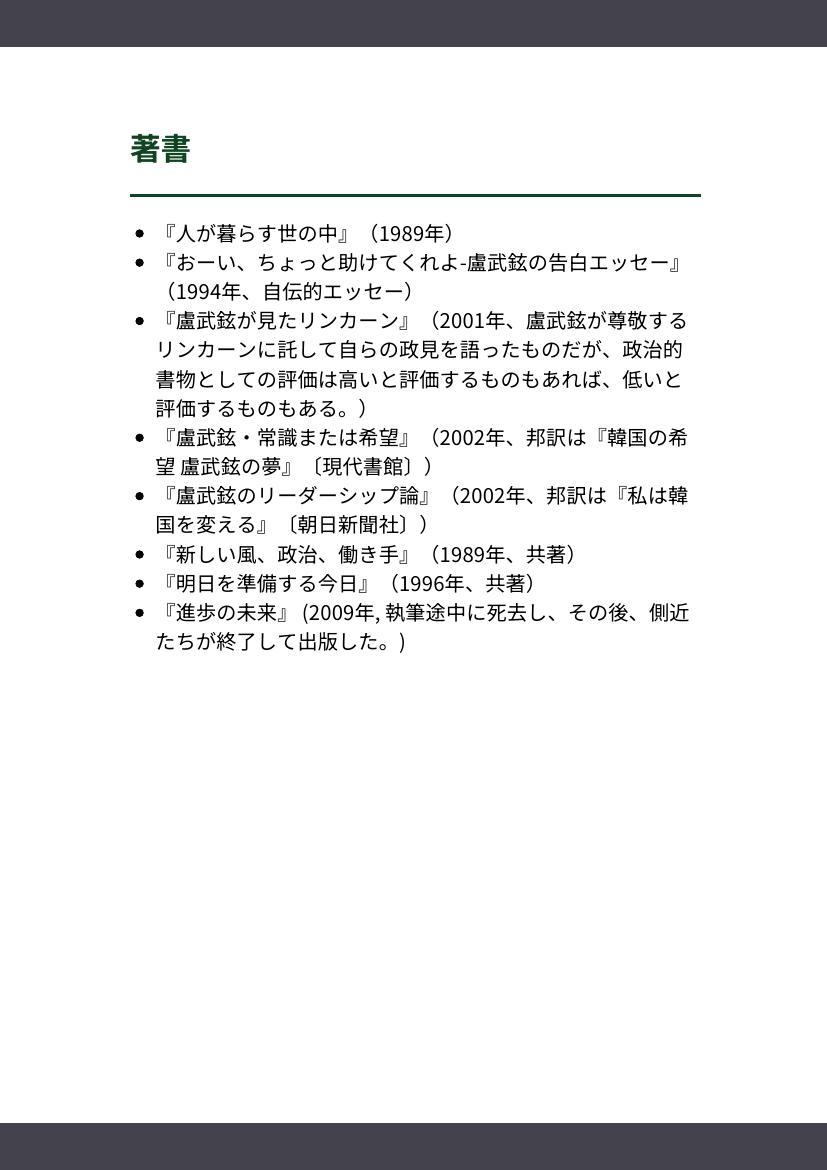 著書
• 『人が暮らす世の中』（1989年）
• 『おーい、ちょっと助けてくれよ-盧武鉉の告白エッセー』
（1994年、自伝的エッセー）
• 『盧武鉉が見たリンカーン』（2001年、盧武鉉が尊敬する
リンカーンに託して自らの政見を語ったものだが、政治的
書物としての評価は高いと評価するものもあれば、低いと
評価するものもある。）
• 『盧武鉉・常識または希望』（2002年、邦訳は『韓国の希
望 盧武鉉の夢』〔現代書館〕）
• 『盧武鉉のリーダーシップ論』（2002年、邦訳は『私は韓
国を変える』〔朝日新聞社〕）
• 『新しい風、政治、働き手』（1989年、共著）
• 『明日を準備する今日』（1996年、共著）
• 『進歩の未来』 (2009年, 執筆途中に死去し、その後、側近
たちが終了して出版した。)